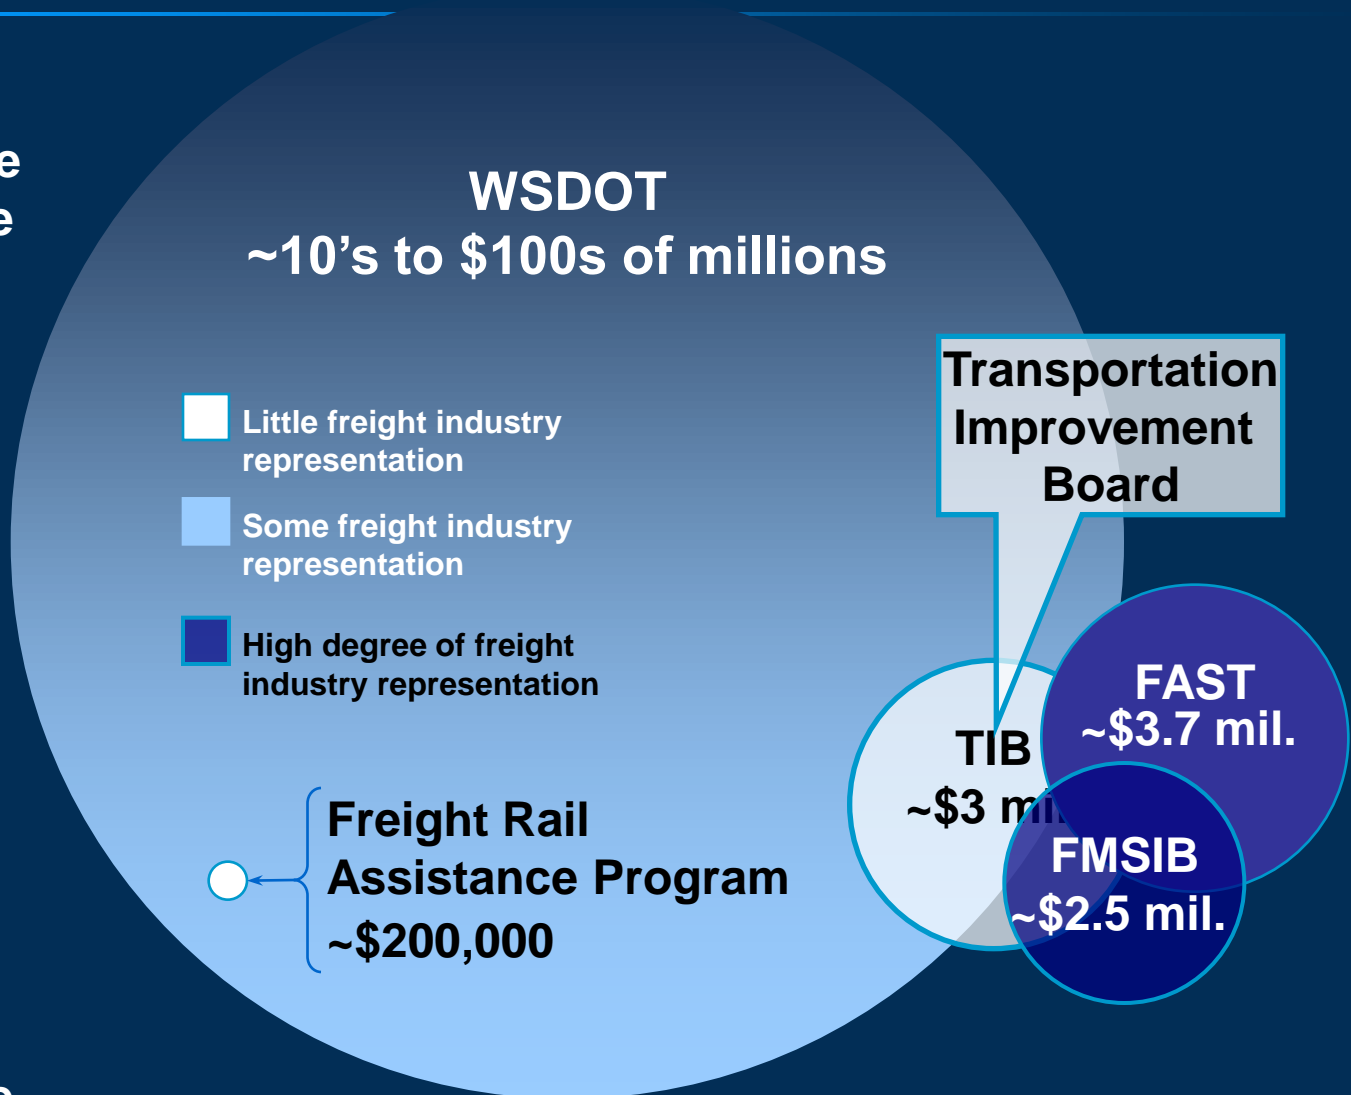 WSDOT
~10’s to $100s of millions
Transportation
Improvement
Board
Little freight industry
representation
Some freight industry
representation
High degree of freight
industry representation
FAST
~$3.7 mil.
TIB
~$3 mil.
FMSIB
~$2.5 mil.
Freight Rail
Assistance Program
~$200,000